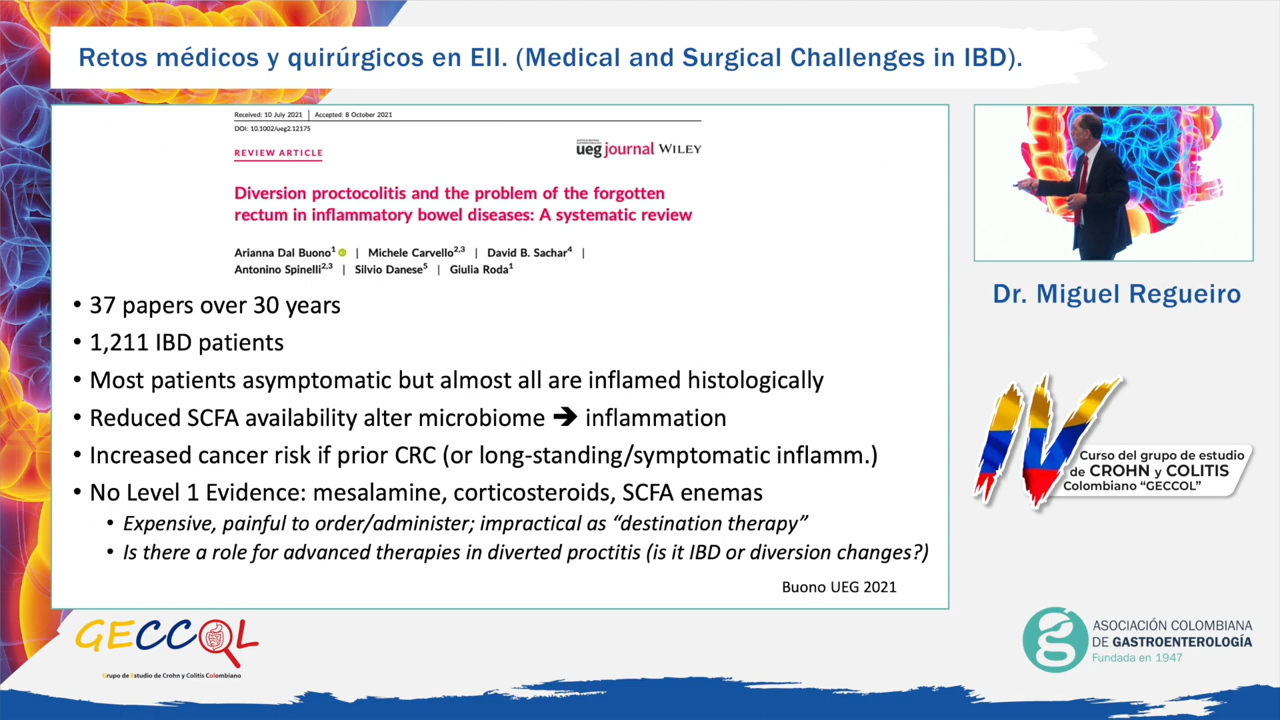 Retos médicos y quirúrgicos en EII. (Medical and Surgical Challenges in IBD).
Received: 10 July 2021 | Accepted: 8 October 2021
DOI: 10.1002/ueg2.12175
REVIEW ARTICLE
ueg journal WILEY
Diversion proctocolitis and the problem of the forgotten
rectum in inflammatory bowel diseases: A systematic review
Arianna Dal Buono1 | Michele Carvello2,3 | David B. Sachar4 |
Antonino Spinelli2,3 | Silvio Danese5 | Giulia Roda1
• 37 papers over 30 years
• 1,211 IBD patients
• Most patients asymptomatic but almost all are inflamed histologically
• Reduced SCFA availability alter microbiome ➔ inflammation
• Increased cancer risk if prior CRC (or long-standing/symptomatic inflamm.)
• No Level 1 Evidence: mesalamine, corticosteroids, SCFA enemas
• Expensive, painful to order/administer; impractical as “destination therapy”
• Is there a role for advanced therapies in diverted proctitis (is it IBD or diversion changes?)
Buono UEG 2021
Dr. Miguel Regueiro
IV
Curso del grupo de estudio
de CROHN y COLITIS
Colombiano “GECCOL”
GECCOL
Grupo de Estudio de Crohn y Colitis Colombiano
ASOCIACIÓN COLOMBIANA
DE GASTROENTEROLOGÍA
Fundada en 1947